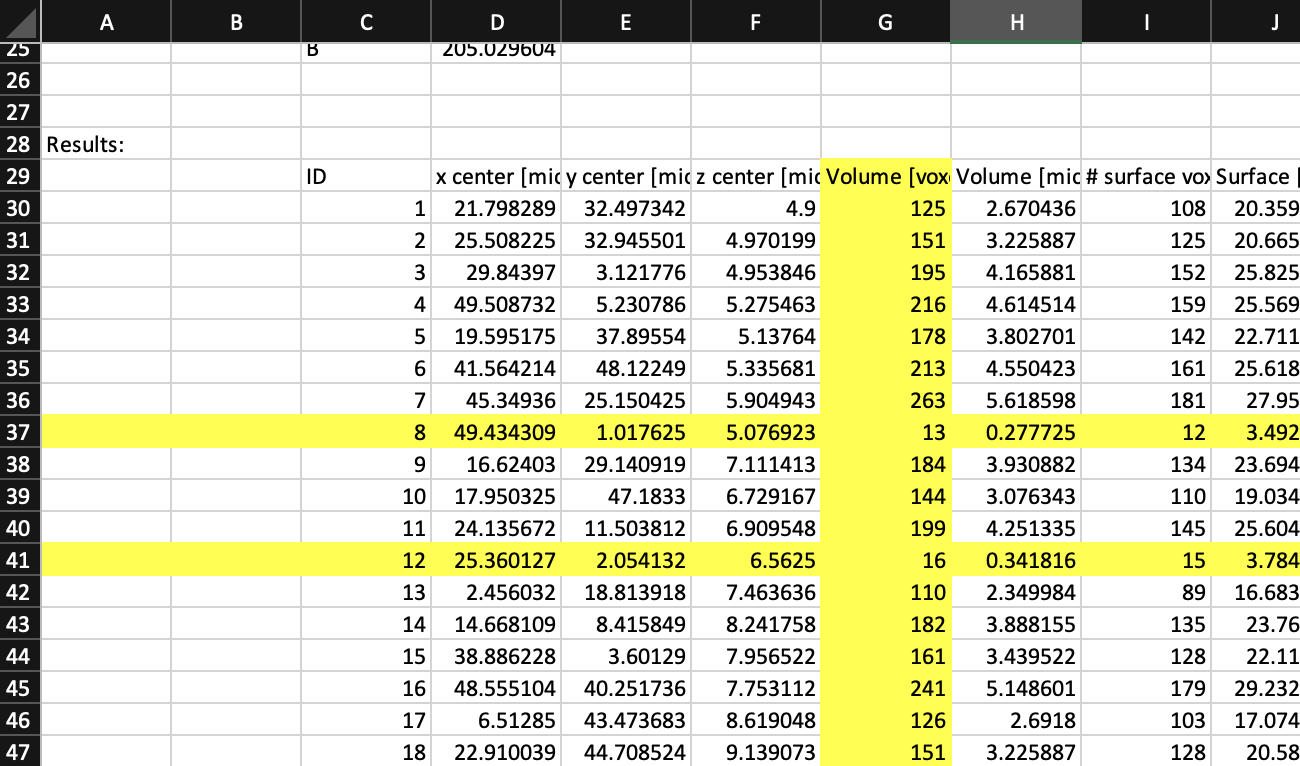 A B C D E F G H I J
25 B 205.029604
26
27
28 Results:
29 ID x center [mic y center [mic z center [mic Volume [vox Volume [mic # surface vox Surface [
30 1 21.798289 32.497342 4.9 125 2.670436 108 20.359
31 2 25.508225 32.945501 4.970199 151 3.225887 125 20.665
32 3 29.84397 3.121776 4.953846 195 4.165881 152 25.825
33 4 49.508732 5.230786 5.275463 216 4.614514 159 25.569
34 5 19.595175 37.89554 5.13764 178 3.802701 142 22.711
35 6 41.564214 48.12249 5.335681 213 4.550423 161 25.618
36 7 45.34936 25.150425 5.904943 263 5.618598 181 27.95
37 8 49.434309 1.017625 5.076923 13 0.277725 12 3.492
38 9 16.62403 29.140919 7.111413 184 3.930882 134 23.694
39 10 17.950325 47.1833 6.729167 144 3.076343 110 19.034
40 11 24.135672 11.503812 6.909548 199 4.251335 145 25.604
41 12 25.360127 2.054132 6.5625 16 0.341816 15 3.784
42 13 2.456032 18.813918 7.463636 110 2.349984 89 16.683
43 14 14.668109 8.415849 8.241758 182 3.888155 135 23.76
44 15 38.886228 3.60129 7.956522 161 3.439522 128 22.11
45 16 48.555104 40.251736 7.753112 241 5.148601 179 29.232
46 17 6.51285 43.473683 8.619048 126 2.6918 103 17.074
47 18 22.910039 44.708524 9.139073 151 3.225887 128 20.58